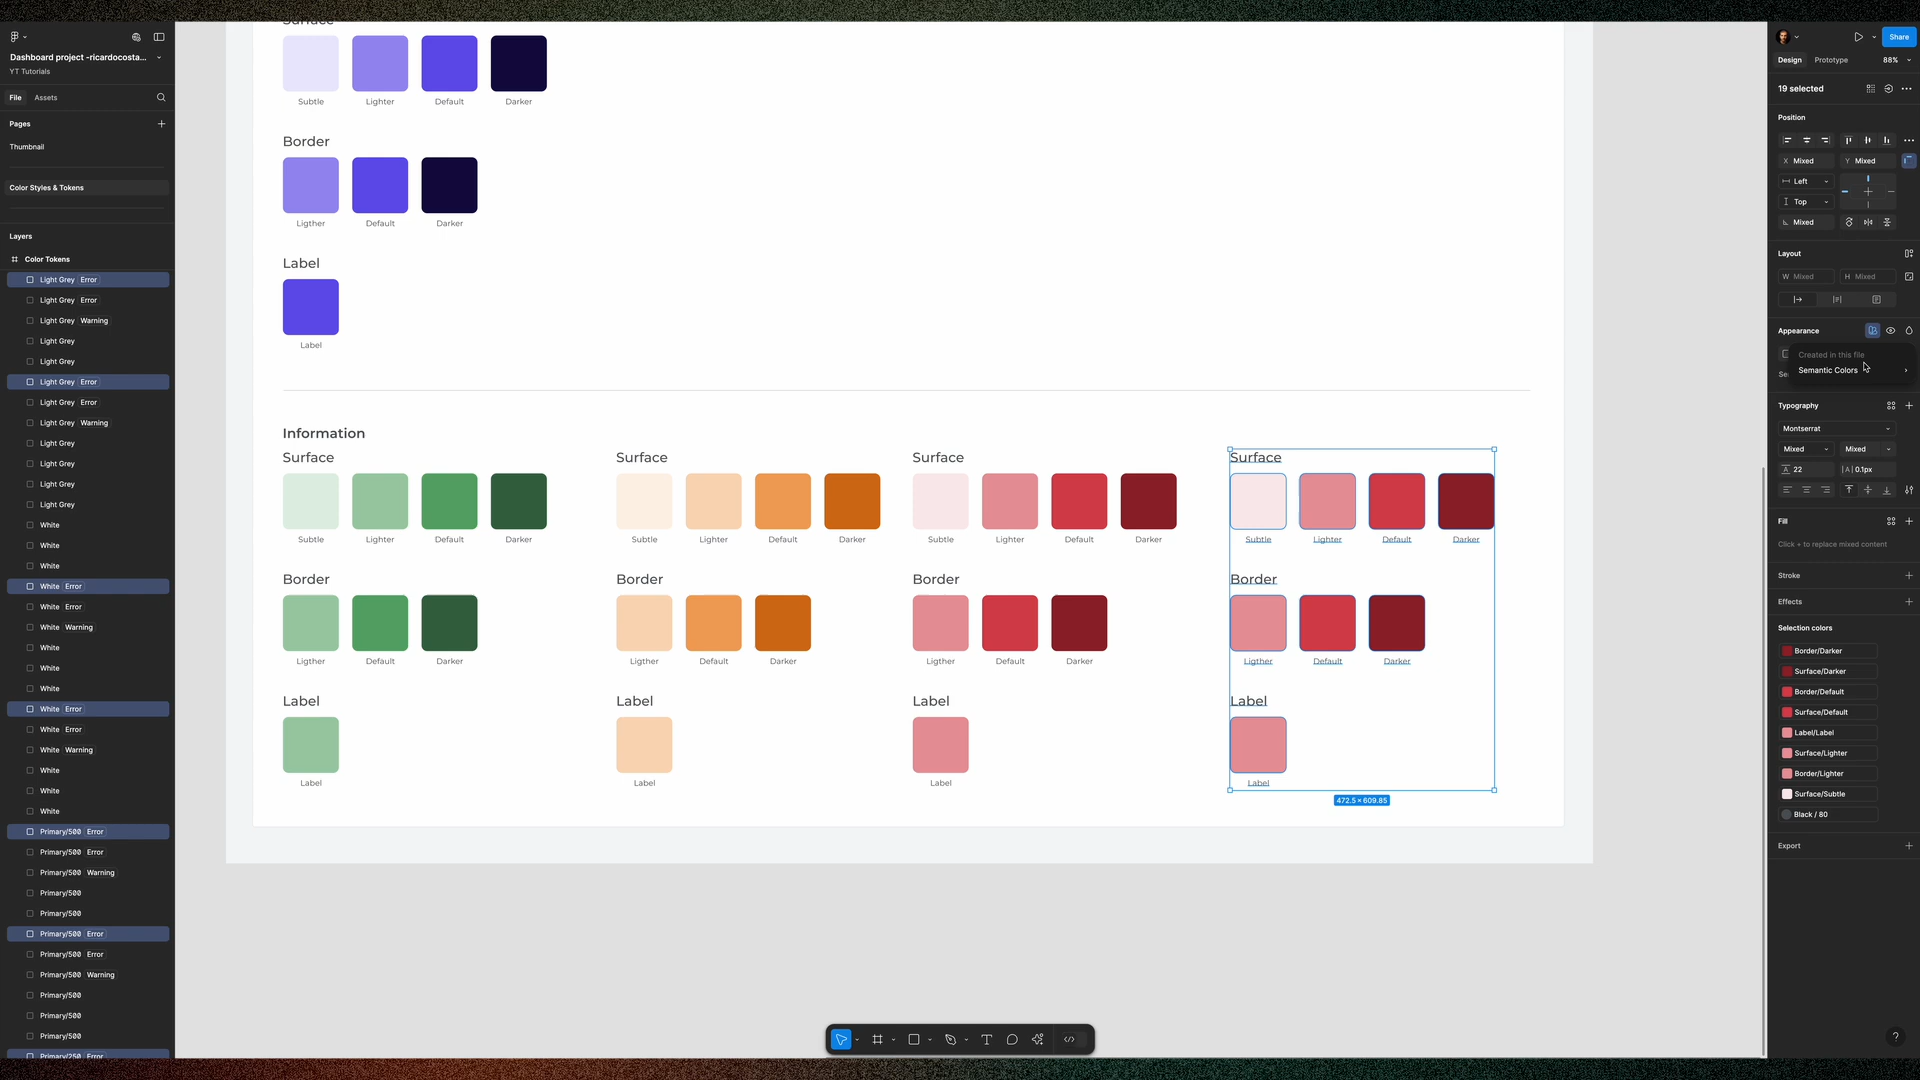 Surface
Subtle
Lighter
Default
Darker
Border
Ligther
Default
Darker
Label
Label
Information
Surface
Subtle
Lighter
Default
Darker
Border
Ligther
Default
Darker
Label
Label
Surface
Subtle
Lighter
Default
Darker
Border
Ligther
Default
Darker
Label
Label
Surface
Subtle
Lighter
Default
Darker
Border
Ligther
Default
Darker
Label
Label
Surface
Subtle
Lighter
Default
Darker
Border
Ligther
Default
Darker
Label
Label
472.5 × 609.85
Dashboard project -ricardocosta...
YT Tutorials
File Assets
Pages
Thumbnail
Color Styles & Tokens
Layers
Color Tokens
Light Grey Error
Light Grey Error
Light Grey Warning
Light Grey
Light Grey
Light Grey Error
Light Grey Error
Light Grey Warning
Light Grey
Light Grey
Light Grey
Light Grey
White
White
White
White Error
White Error
White Warning
White
White
White
White Error
White Error
White Warning
White
White
White
Primary/500 Error
Primary/500 Error
Primary/500 Warning
Primary/500
Primary/500
Primary/500 Error
Primary/500 Error
Primary/500 Warning
Primary/500
Primary/500
Primary/500
Primary/250 Error
Share
Design Prototype 88%
19 selected
Position
X Mixed Y Mixed
Left
Top
Mixed
Layout
W Mixed H Mixed
Appearance
Created in this file
Semantic Colors
Typography
Montserrat
Mixed Mixed
22 |A| 0.1px
Fill
Click + to replace mixed content
Stroke
Effects
Selection colors
Border/Darker
Surface/Darker
Border/Default
Surface/Default
Label/Label
Surface/Lighter
Border/Lighter
Surface/Subtle
Black / 80
Export
?